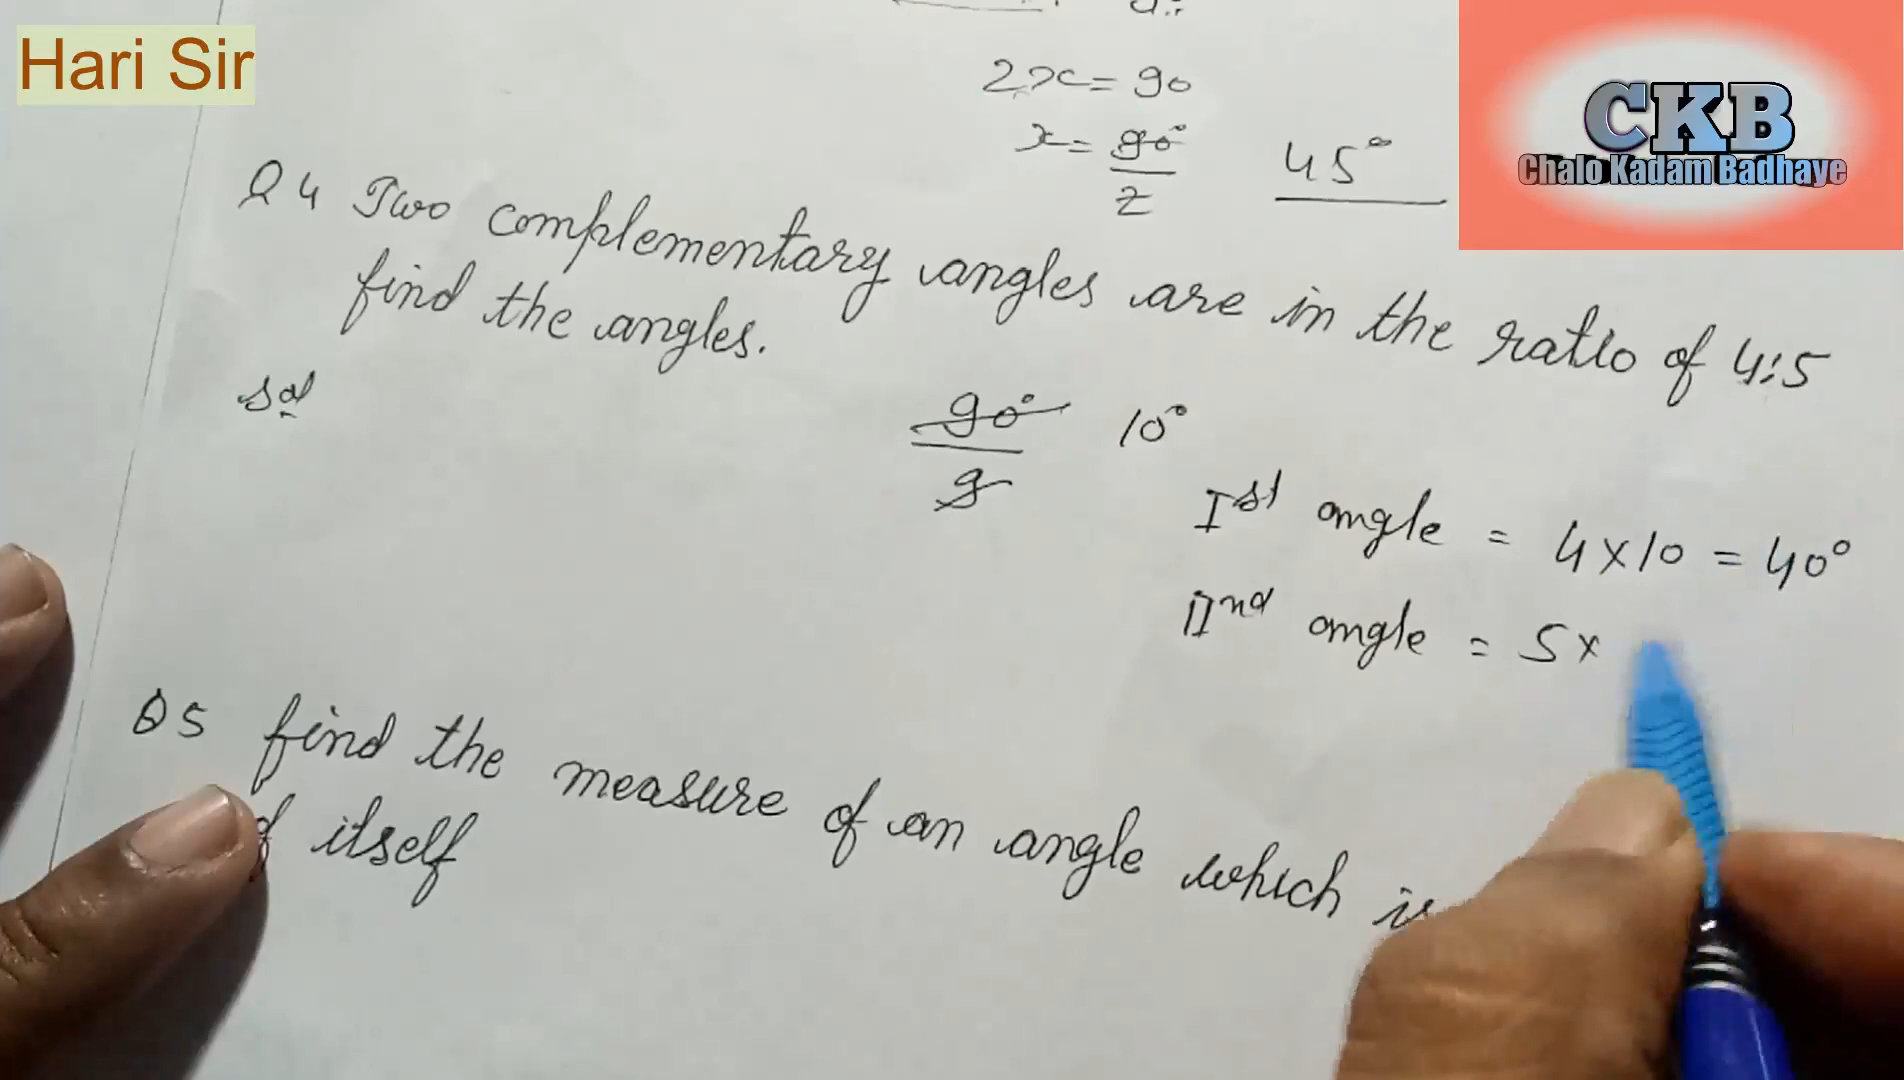 Hari Sir
CKB
Chalo Kadam Badhaye
2x = 90
x = 90°
2
45°
Q4 Two complementary angles are in the ratio of 4:5
find the angles.
Sol
90°
9
10°
Ist angle = 4×10 = 40°
IInd angle = 5×
Q5 find the measure of an angle which is
of itself